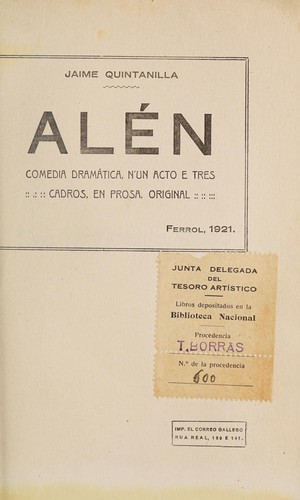 JAIME QUINTANILLA
ALÉN
COMEDIA DRAMÁTICA, N'UN ACTO E TRES
:: .: :: CADROS, EN PROSA, ORIGINAL :: :: :::
FERROL, 1921.
JUNTA DELEGADA
DEL
TESORO ARTÍSTICO
Libros depositados en la
Biblioteca Nacional
Procedencia
T. BORRAS
N.º de la procedencia
600
IMP. EL CORREO GALLEGO
RUA REAL, 139 E 141.